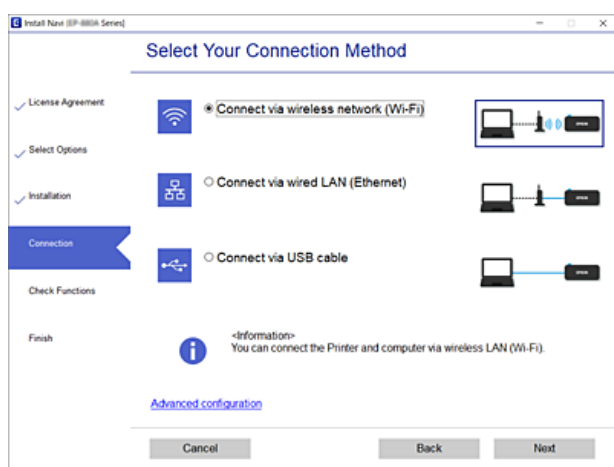 Install Navi [EP-880A Series]
Select Your Connection Method
License Agreement
Select Options
Installation
Connection
Check Functions
Finish
Connect via wireless network (Wi-Fi)
Connect via wired LAN (Ethernet)
Connect via USB cable
<Information>
You can connect the Printer and computer via wireless LAN (Wi-Fi).
Advanced configuration
Cancel
Back
Next